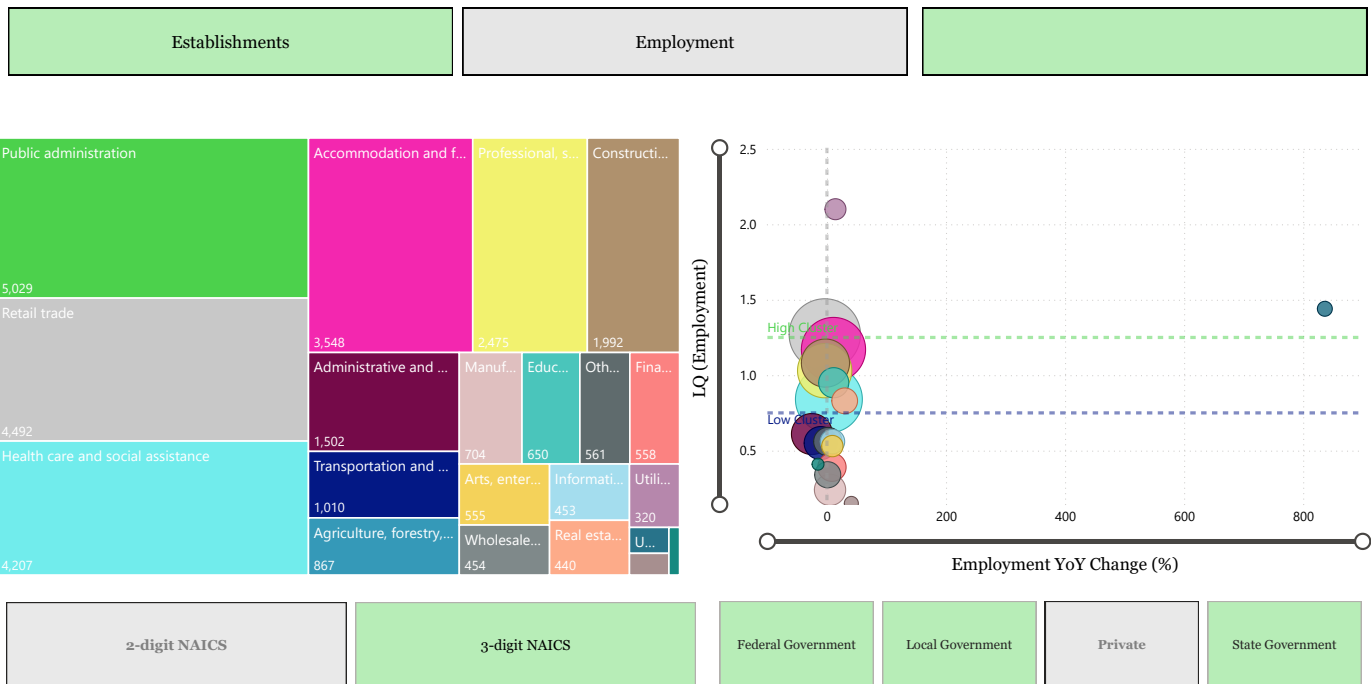 Establishments
Employment
Public administration
5,029
Retail trade
4,492
Health care and social assistance
4,207
Accommodation and f...
3,548
Professional, s...
2,475
Constructi...
1,992
Administrative and ...
1,502
Transportation and ...
1,010
Agriculture, forestry,...
867
Manuf...
704
Educ...
650
Oth...
561
Fina...
558
Arts, enter...
555
Informati...
453
Utili...
320
Wholesale...
454
Real esta...
440
U...
LQ (Employment)
2.5
2.0
1.5
1.0
0.5
High Cluster
Low Cluster
0
200
400
600
800
Employment YoY Change (%)
2-digit NAICS
3-digit NAICS
Federal Government
Local Government
Private
State Government